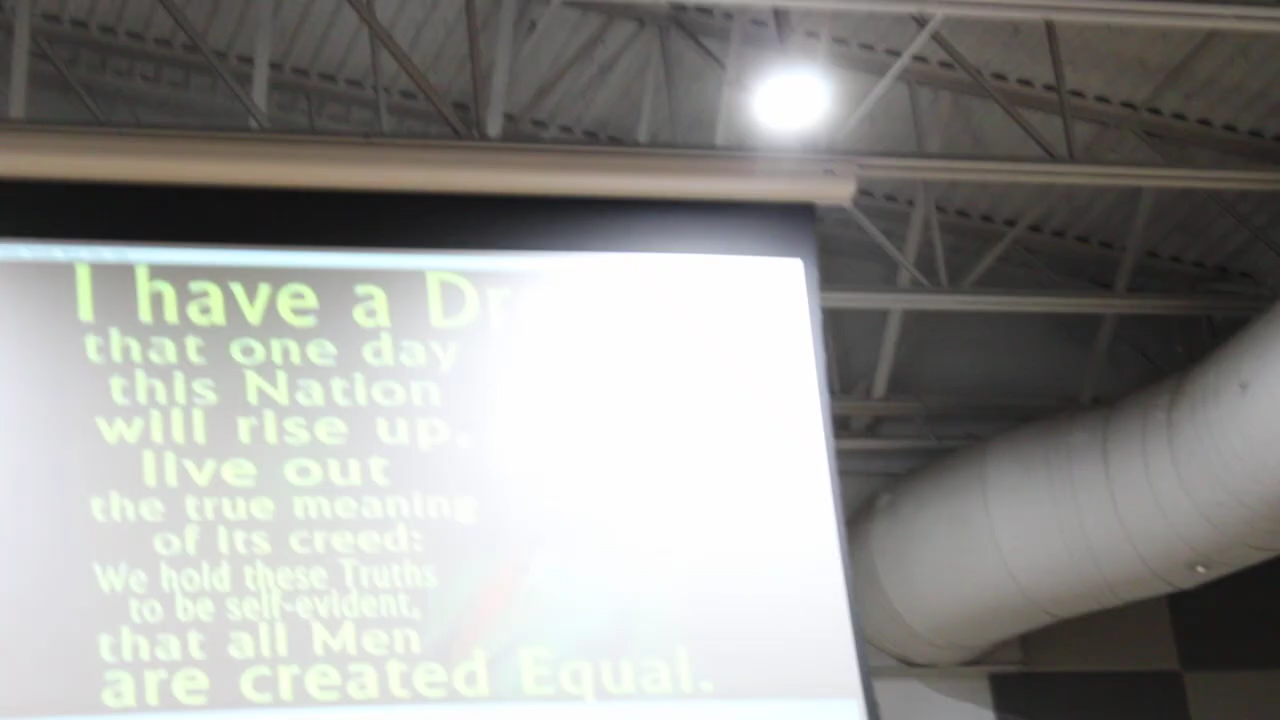 I have a Dr
that one day
this Nation
will rise up,
live out
the true meaning
of Its creed:
We hold these Truths
to be self-evident,
that all Men
are created Equal.